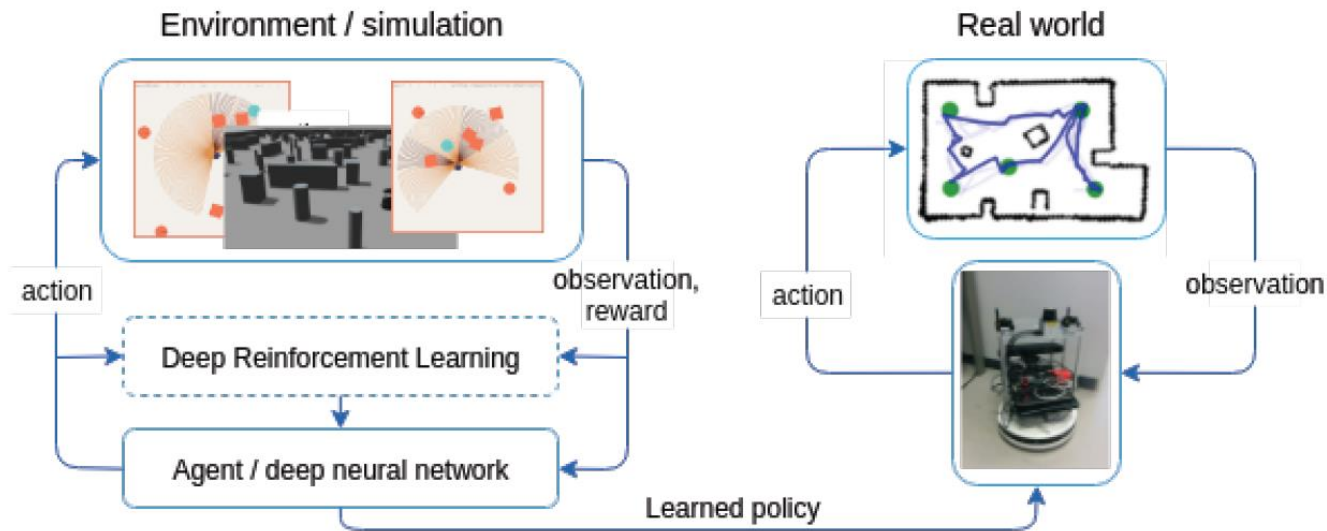 Environment / simulation
Real world
action
observation,
reward
action
observation
Deep Reinforcement Learning
Agent / deep neural network
Learned policy